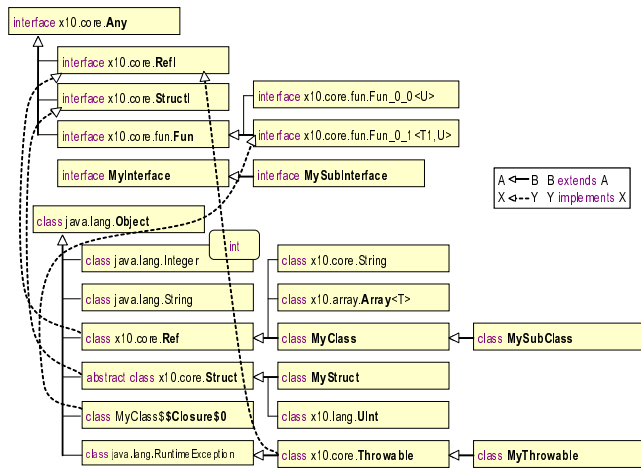 interface x10.core.Any
interface x10.core.RefI
interface x10.core.StructI
interface x10.core.fun.Fun_0_0<U>
interface x10.core.fun.Fun
interface x10.core.fun.Fun_0_1<T1,U>
interface MyInterface
interface MySubInterface
A B B extends A
X Y Y implements X
class java.lang.Object
int
class java.lang.Integer
class x10.core.String
class java.lang.String
class x10.array.Array<T>
class x10.core.Ref
class MyClass
class MySubClass
abstract class x10.core.Struct
class MyStruct
class MyClass$$Closure$0
class x10.lang.UInt
class java.lang.RuntimeException
class x10.core.Throwable
class MyThrowable